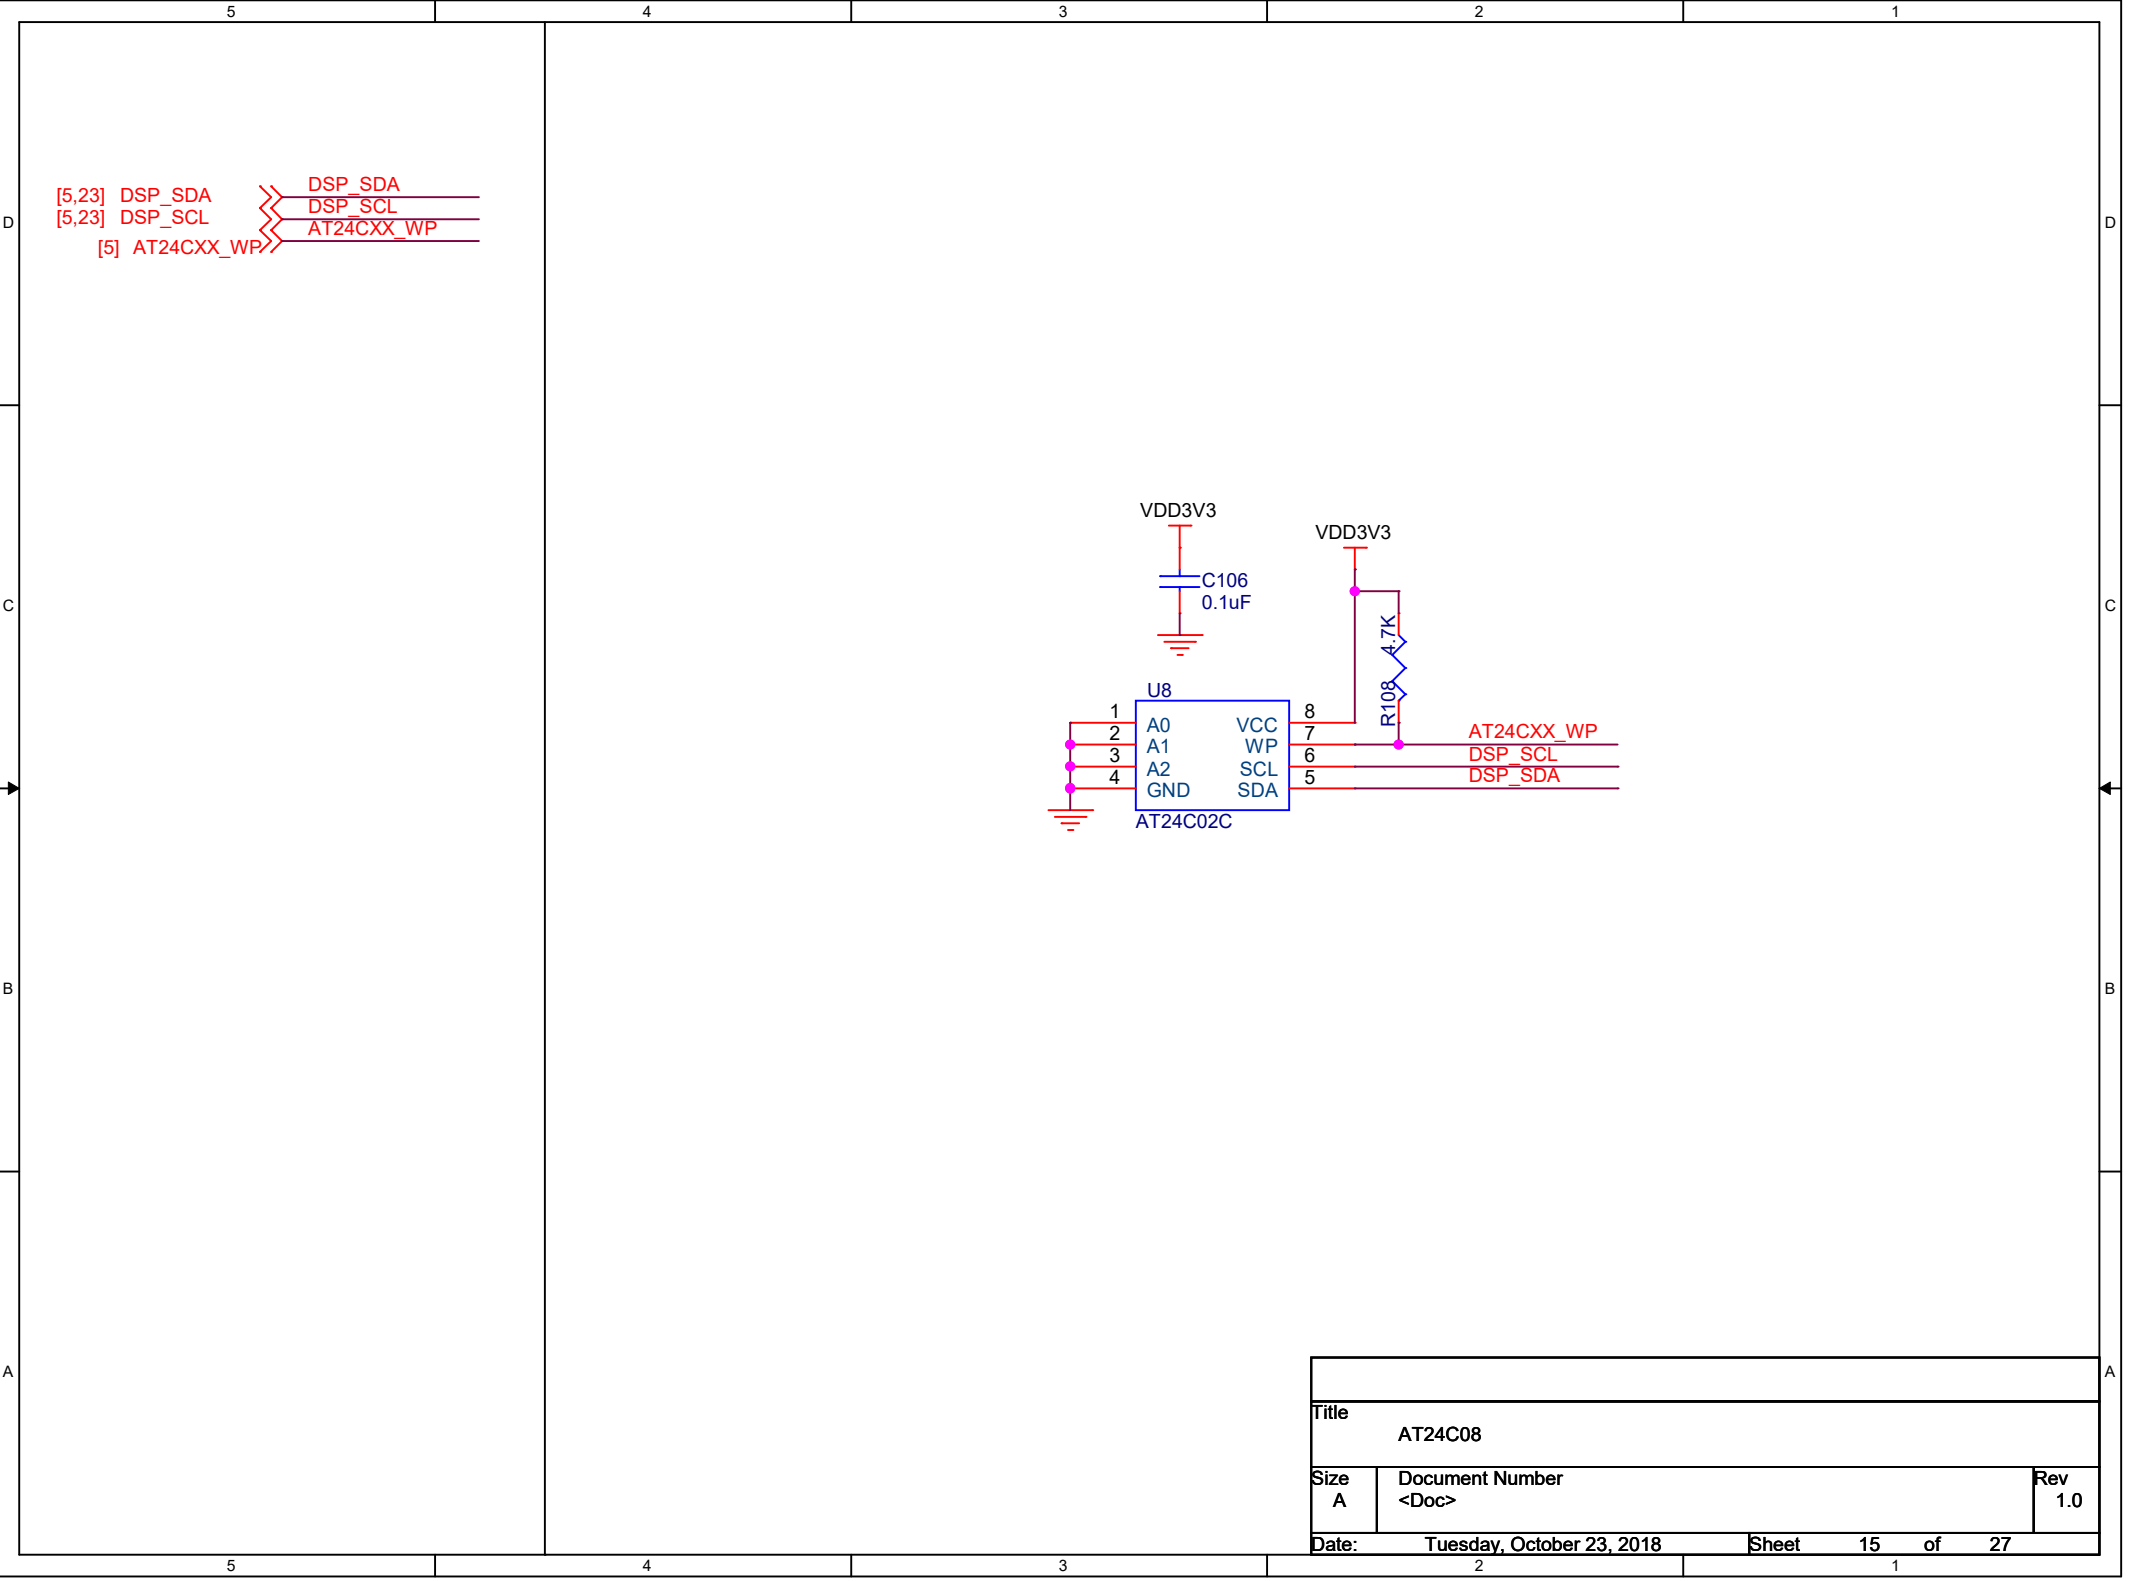 5 4 3 2 1
[5,23] DSP_SDA DSP_SDA
[5,23] DSP_SCL DSP_SCL
[5] AT24CXX_WP AT24CXX_WP
D D
VDD3V3
VDD3V3
C106
0.1uF
C C
4.7K
R108
U8
1 A0 VCC 8
2 A1 WP 7 AT24CXX_WP
3 A2 SCL 6 DSP_SCL
4 GND SDA 5 DSP_SDA
AT24C02C
B B
A A
Title
AT24C08
Size Document Number Rev
A <Doc> 1.0
Date: Tuesday, October 23, 2018 Sheet 15 of 27
5 4 3 2 1